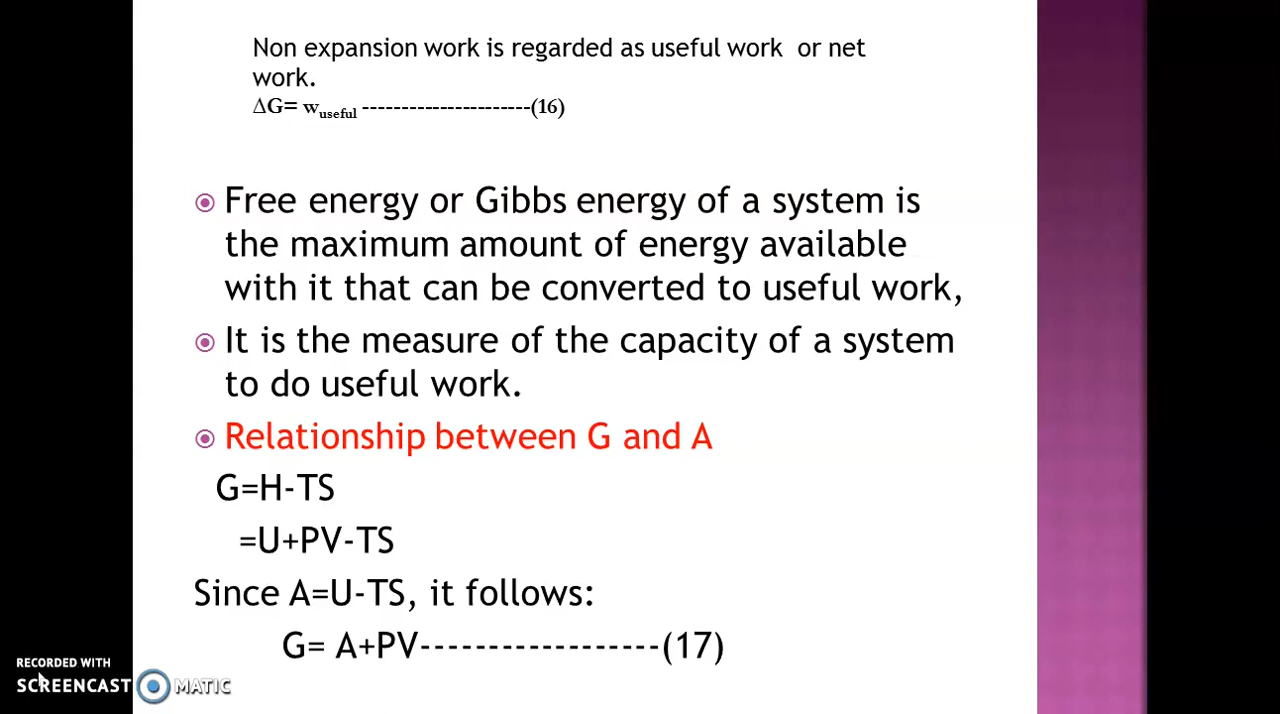 Non expansion work is regarded as useful work or net
work.
ΔG= wuseful ----------------------(16)
Free energy or Gibbs energy of a system is
the maximum amount of energy available
with it that can be converted to useful work,
It is the measure of the capacity of a system
to do useful work.
Relationship between G and A
G=H-TS
=U+PV-TS
Since A=U-TS, it follows:
G= A+PV------------------(17)
RECORDED WITH
SCREENCAST MATIC